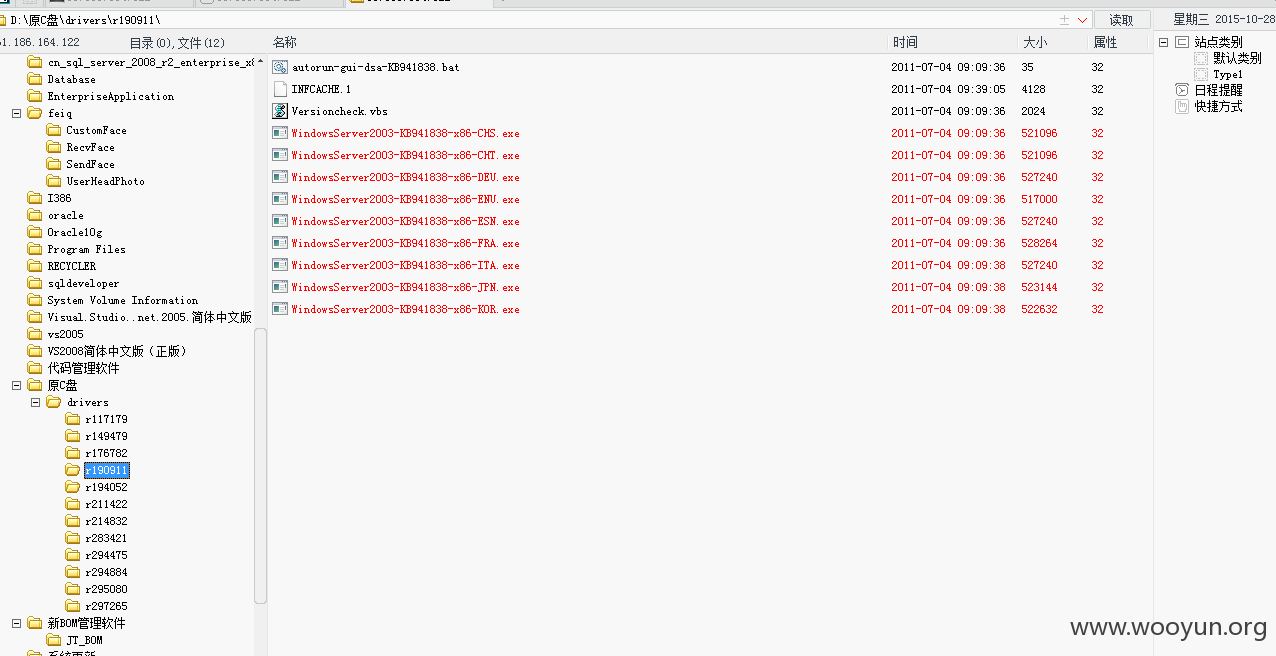 D:\原C盘\drivers\r190911\
读取
星期三 2015-10-28
1.186.164.122
目录(0),文件(12)
名称 时间 大小 属性
cn_sql_server_2008_r2_enterprise_x8
Database
EnterpriseApplication
feiq
CustomFace
RecvFace
SendFace
UserHeadPhoto
I386
oracle
Oracle10g
Program Files
RECYCLER
sqldeveloper
System Volume Information
Visual.Studio..net.2005.简体中文版
vs2005
VS2008简体中文版（正版）
代码管理软件
原C盘
drivers
r117179
r149479
r176782
r190911
r194052
r211422
r214832
r283421
r294475
r294884
r295080
r297265
新BOM管理软件
JT_BOM
系统更新
autorun-gui-dsa-KB941838.bat 2011-07-04 09:09:36 35 32
INFCACHE.1 2011-07-04 09:39:05 4128 32
Versioncheck.vbs 2011-07-04 09:09:36 2024 32
WindowsServer2003-KB941838-x86-CHS.exe 2011-07-04 09:09:36 521096 32
WindowsServer2003-KB941838-x86-CHT.exe 2011-07-04 09:09:36 521096 32
WindowsServer2003-KB941838-x86-DEU.exe 2011-07-04 09:09:36 527240 32
WindowsServer2003-KB941838-x86-ENU.exe 2011-07-04 09:09:36 517000 32
WindowsServer2003-KB941838-x86-ESN.exe 2011-07-04 09:09:36 527240 32
WindowsServer2003-KB941838-x86-FRA.exe 2011-07-04 09:09:36 528264 32
WindowsServer2003-KB941838-x86-ITA.exe 2011-07-04 09:09:38 527240 32
WindowsServer2003-KB941838-x86-JPN.exe 2011-07-04 09:09:38 523144 32
WindowsServer2003-KB941838-x86-KOR.exe 2011-07-04 09:09:38 522632 32
站点类别
默认类别
Type1
日程提醒
快捷方式
www.wooyun.org